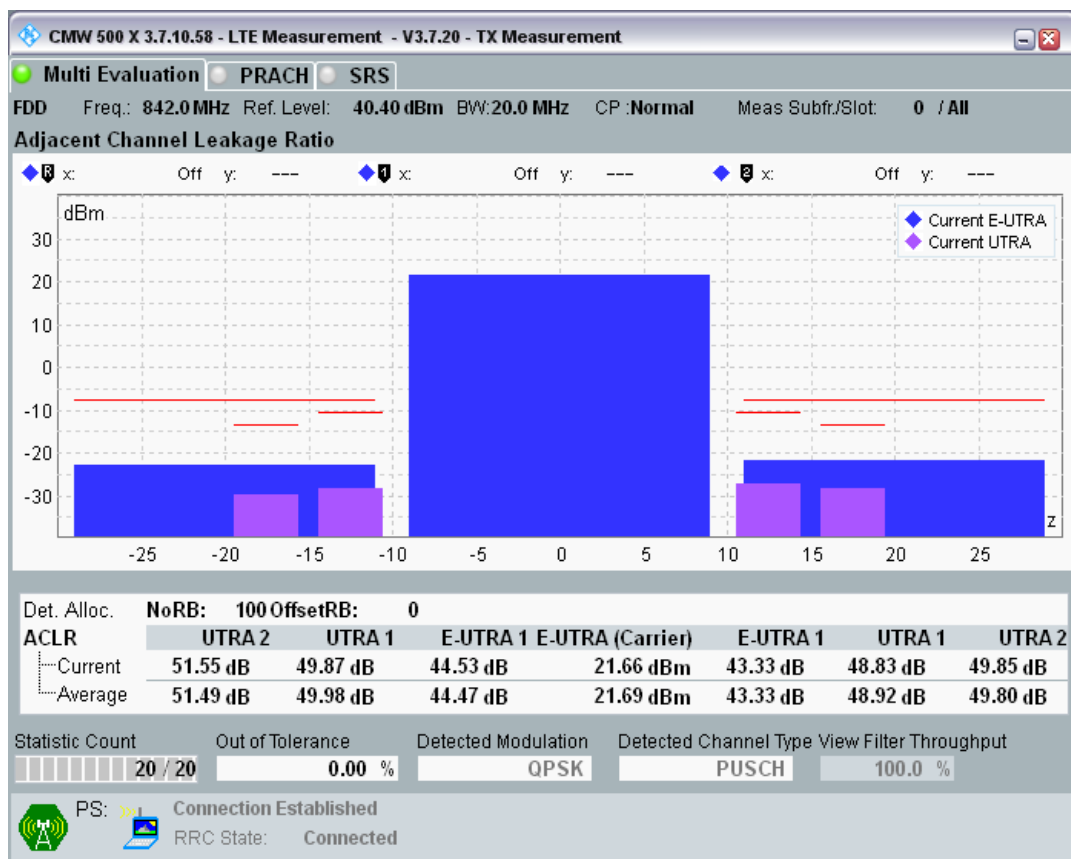 CMW 500 X 3.7.10.58 - LTE Measurement - V3.7.20 - TX Measurement
Multi Evaluation PRACH SRS
FDD Freq.: 842.0 MHz Ref. Level: 40.40 dBm BW:20.0 MHz CP :Normal Meas Subfr./Slot: 0 / All
Adjacent Channel Leakage Ratio
R x: Off y: --- 1 x: Off y: --- 2 x: Off y: ---
dBm
Current E-UTRA
Current UTRA
30
20
10
0
-10
-20
-30
z
-25 -20 -15 -10 -5 0 5 10 15 20 25
Det. Alloc. NoRB: 100 OffsetRB: 0
ACLR UTRA 2 UTRA 1 E-UTRA 1 E-UTRA (Carrier) E-UTRA 1 UTRA 1 UTRA 2
Current 51.55 dB 49.87 dB 44.53 dB 21.66 dBm 43.33 dB 48.83 dB 49.85 dB
Average 51.49 dB 49.98 dB 44.47 dB 21.69 dBm 43.33 dB 48.92 dB 49.80 dB
Statistic Count Out of Tolerance Detected Modulation Detected Channel Type View Filter Throughput
20 / 20 0.00 % QPSK PUSCH 100.0 %
PS: Connection Established
RRC State: Connected